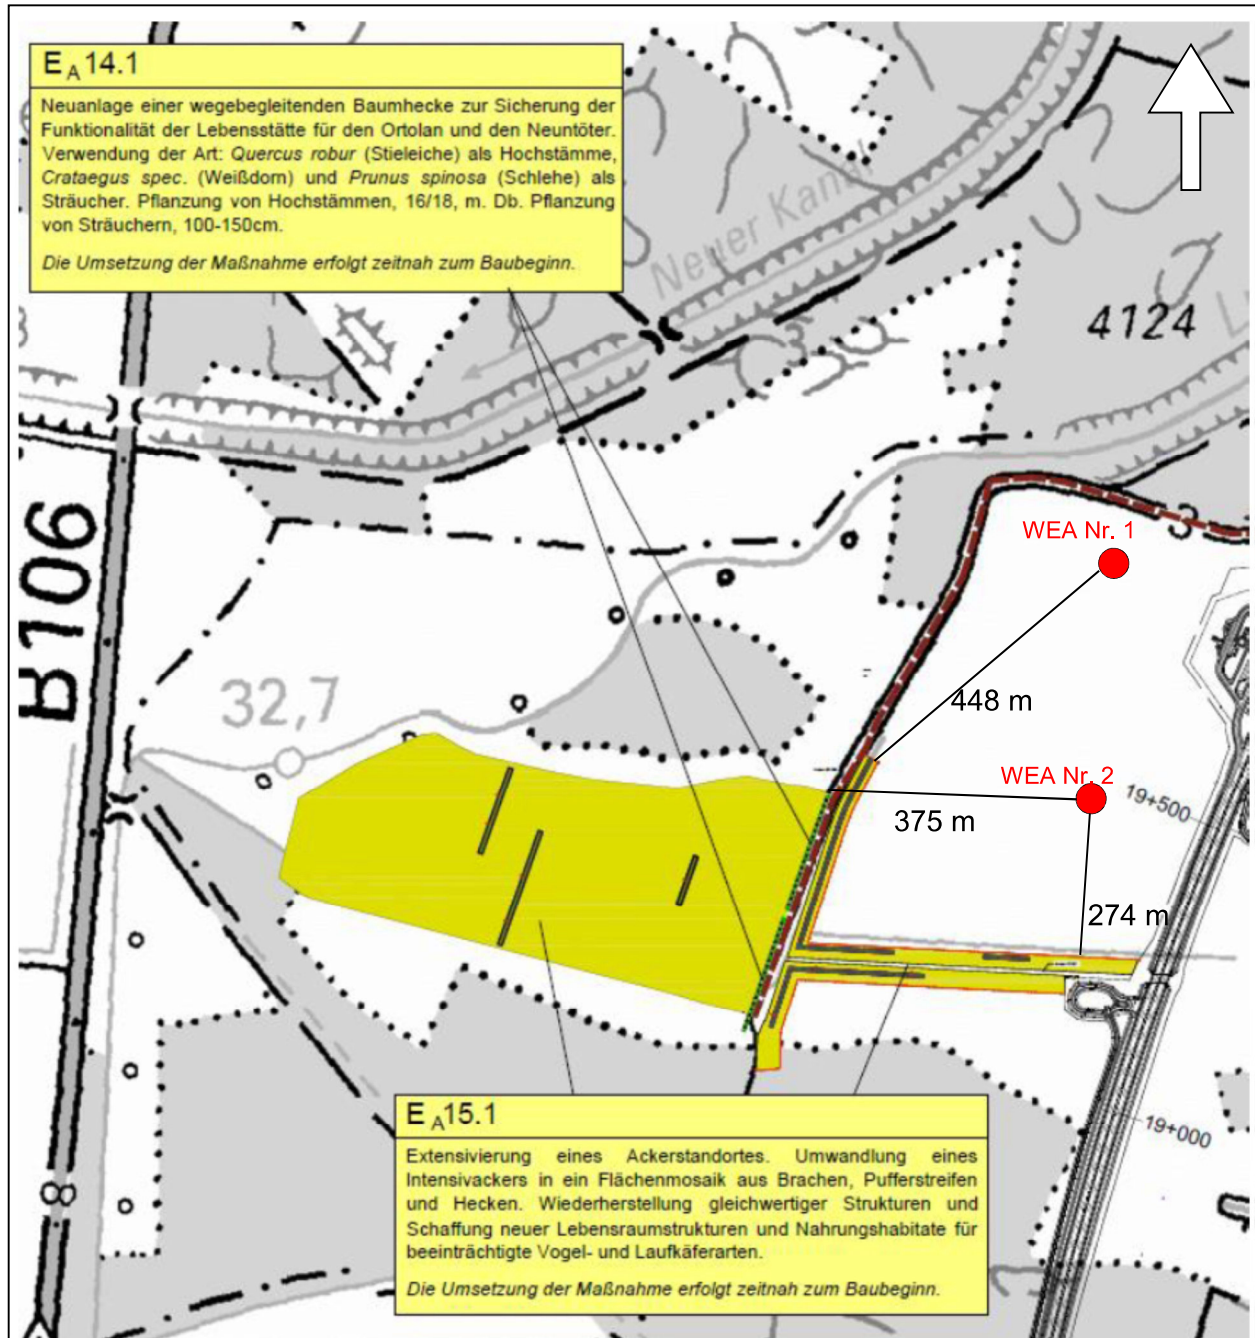 E A 14.1
Neuanlage einer wegebegleitenden Baumhecke zur Sicherung der
Funktionalität der Lebensstätte für den Ortolan und den Neuntöter.
Verwendung der Art: Quercus robur (Stieleiche) als Hochstämme,
Crataegus spec. (Weißdorn) und Prunus spinosa (Schlehe) als
Sträucher. Pflanzung von Hochstämmen, 16/18, m. Db. Pflanzung
von Sträuchern, 100-150cm.
Die Umsetzung der Maßnahme erfolgt zeitnah zum Baubeginn.
Neuer Kanal
4124
3
B106
WEA Nr. 1
3
448 m
32,7
WEA Nr. 2
19+500
375 m
274 m
E A 15.1
Extensivierung eines Ackerstandortes. Umwandlung eines
Intensivackers in ein Flächenmosaik aus Brachen, Pufferstreifen
und Hecken. Wiederherstellung gleichwertiger Strukturen und
Schaffung neuer Lebensraumstrukturen und Nahrungshabitate für
beeinträchtigte Vogel- und Laufkäferarten.
Die Umsetzung der Maßnahme erfolgt zeitnah zum Baubeginn.
19+000
8